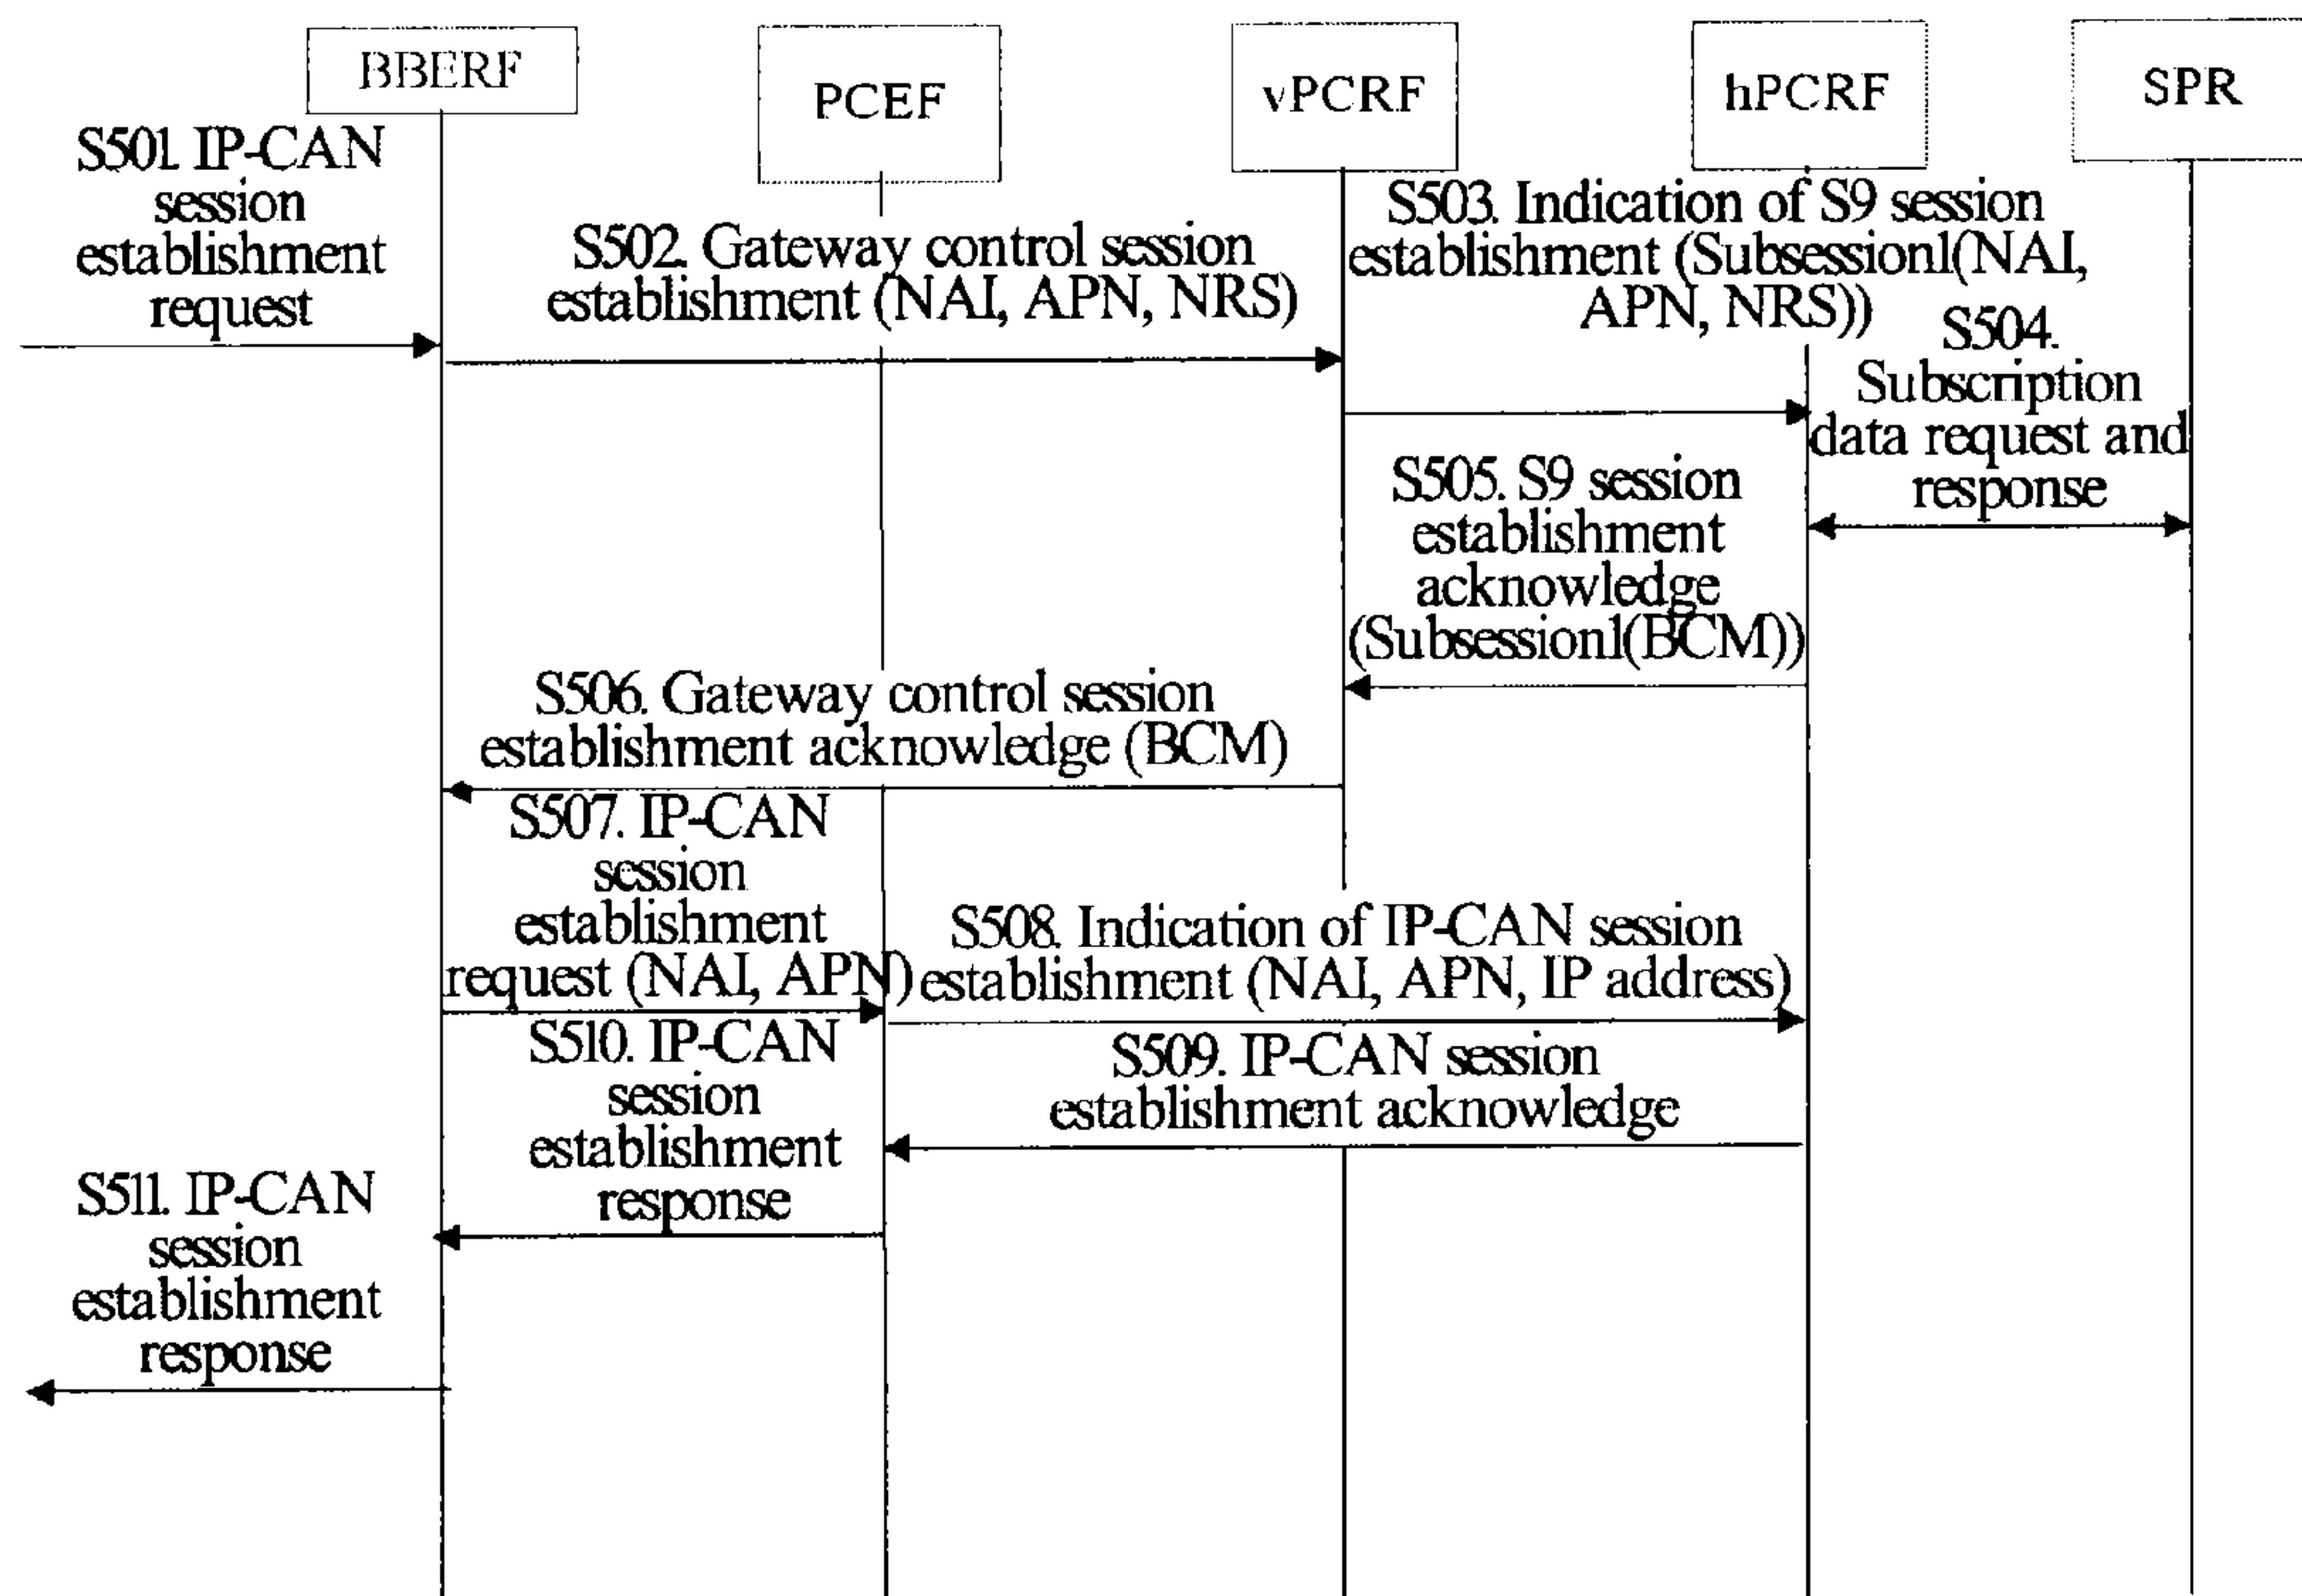 BBERF
PCEF
vPCRF
hPCRF
SPR
S501. IP-CAN
session
establishment
request
S502. Gateway control session
establishment (NAI, APN, NRS)
S503. Indication of S9 session
establishment (Subsession1(NAI,
APN, NRS))
S504.
Subscription
data request and
response
S505. S9 session
establishment
acknowledge
(Subsession1(BCM))
S506. Gateway control session
establishment acknowledge (BCM)
S507. IP-CAN
session
establishment
request (NAI, APN)
S508. Indication of IP-CAN session
establishment (NAI, APN, IP address)
S509. IP-CAN session
establishment acknowledge
S510. IP-CAN
session
establishment
response
S511. IP-CAN
session
establishment
response